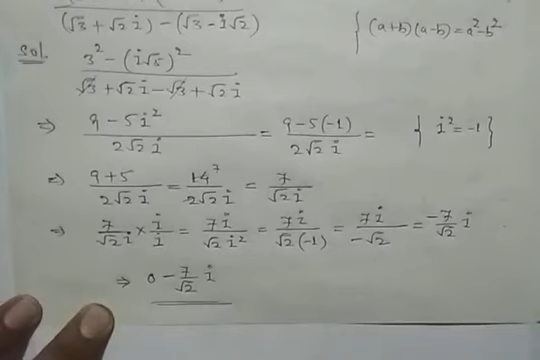 (√3 + √2 i) - (√3 - i√2)
{ (a+b)(a-b) = a² - b²
Sol. 3² - (i√5)² / √3 + √2 i - √3 + √2 i
⇒ 9 - 5i² / 2√2 i = 9 - 5(-1) / 2√2 i = { i² = -1 }
⇒ 9 + 5 / 2√2 i = 14 7 / 2√2 i = 7 / √2 i
⇒ 7 / √2 i × i / i = 7i / √2 i² = 7i / √2(-1) = 7i / -√2 = -7 / √2 i
⇒ 0 - 7/√2 i